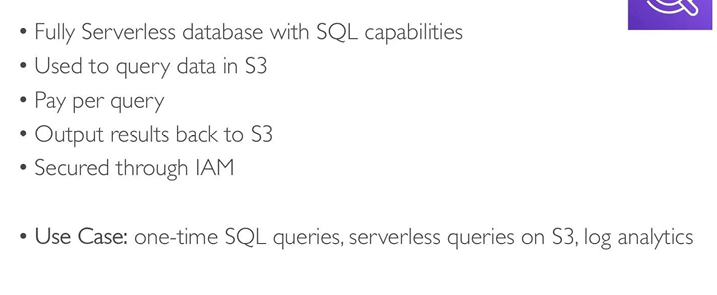 • Fully Serverless database with SQL capabilities
• Used to query data in S3
• Pay per query
• Output results back to S3
• Secured through IAM
• Use Case: one-time SQL queries, serverless queries on S3, log analytics